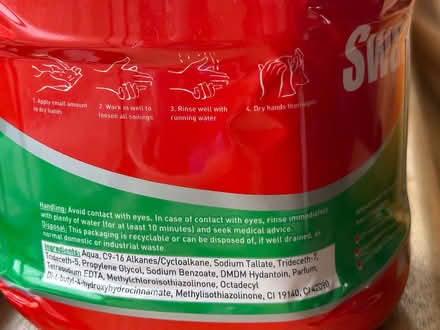 Swa
1. Apply small amount
to dry hands
2. Work in well to
loosen all soilings
3. Rinse well with
running water
4. Dry hands thoroughly
Handling: Avoid contact with eyes. In case of contact with eyes, rinse immediately
with plenty of water (for at least 10 minutes) and seek medical advice.
Disposal: This packaging is recyclable or can be disposed of, if well drained, as
normal domestic or industrial waste.
Ingredients: Aqua, C9-16 Alkanes/Cycloalkane, Sodium Tallate, Trideceth-7,
Trideceth-5, Propylene Glycol, Sodium Benzoate, DMDM Hydantoin, Parfum,
Tetrasodium EDTA, Methylchloroisothiazolinone, Octadecyl
Di-t-butyl-4-hydroxyhydrocinnamate, Methylisothiazolinone, CI 19140, CI 42090